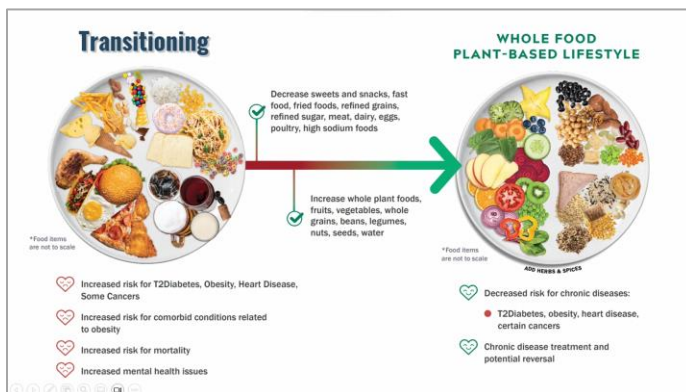 Transitioning
WHOLE FOOD
PLANT-BASED LIFESTYLE
Decrease sweets and snacks, fast
food, fried foods, refined grains,
refined sugar, meat, dairy, eggs,
poultry, high sodium foods
Increase whole plant foods,
fruits, vegetables, whole
grains, beans, legumes,
nuts, seeds, water
*Food items
are not to scale
*Food items
are not to scale
ADD HERBS & SPICES
Increased risk for T2Diabetes, Obesity, Heart Disease,
Some Cancers
Increased risk for comorbid conditions related
to obesity
Increased risk for mortality
Increased mental health issues
Decreased risk for chronic diseases:
T2Diabetes, obesity, heart disease,
certain cancers
Chronic disease treatment and
potential reversal